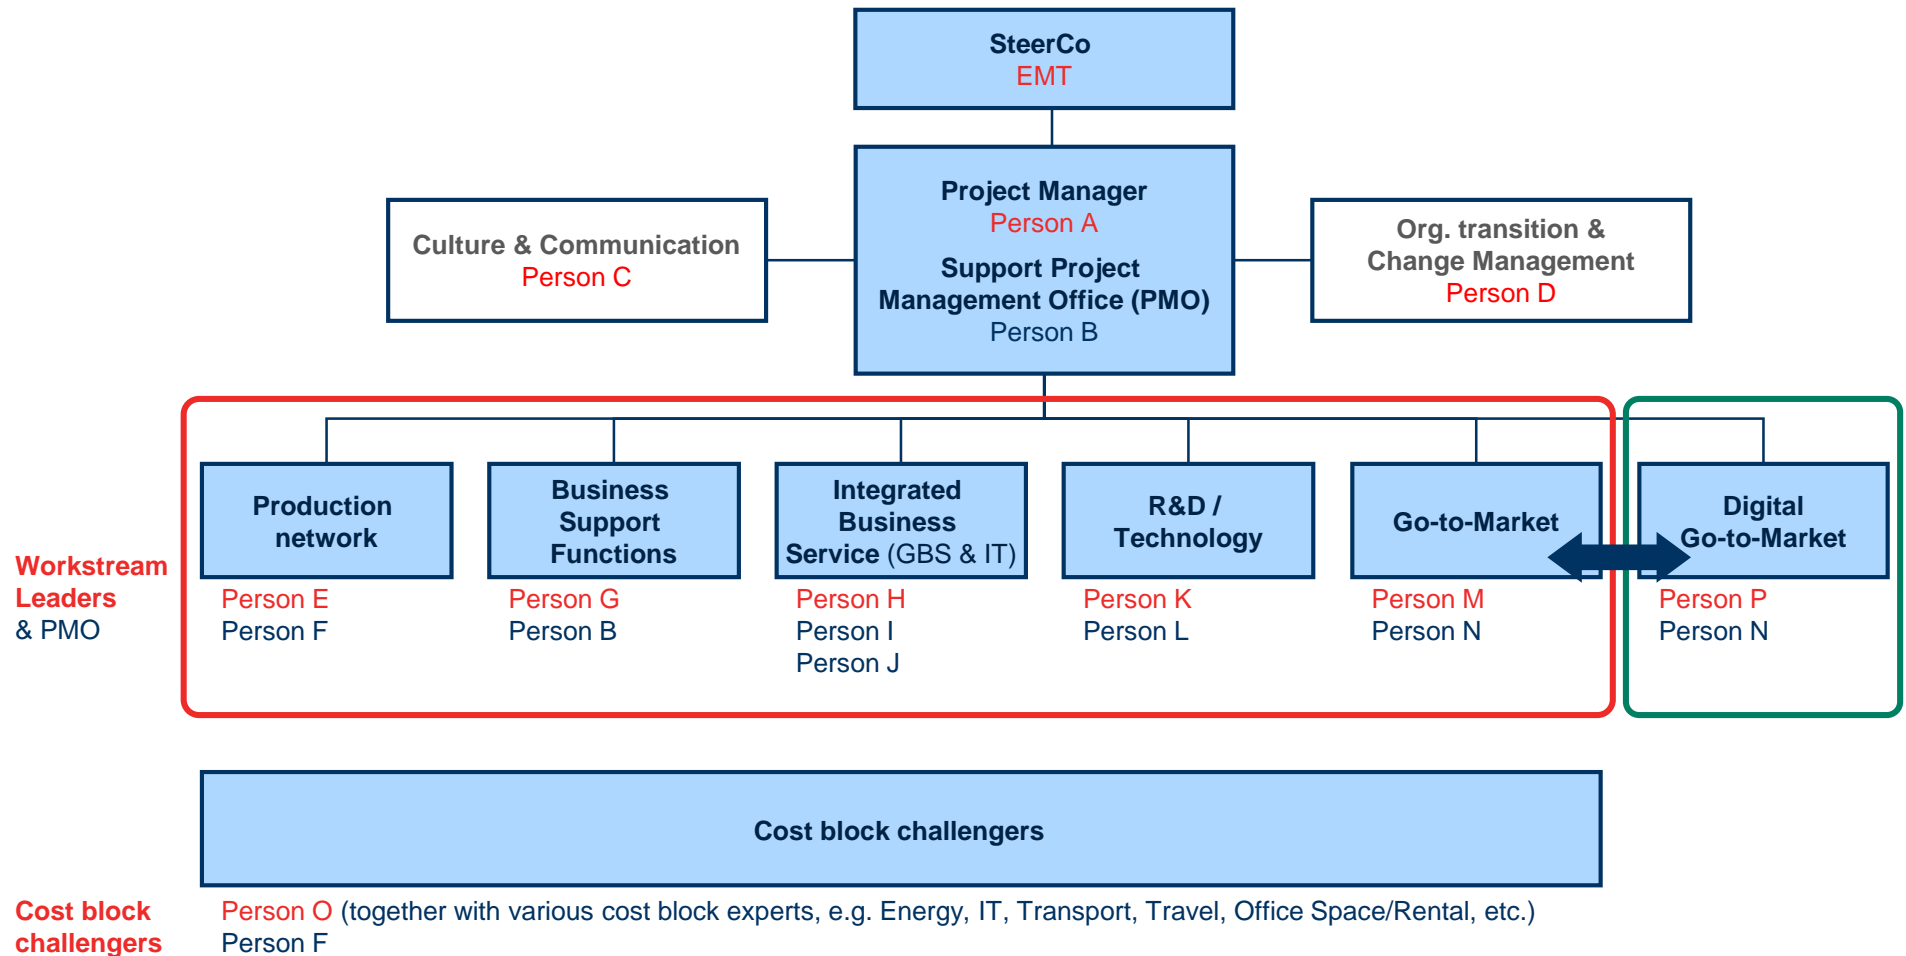 SteerCo
EMT
Project Manager
Person A
Support Project
Management Office (PMO)
Person B
Culture & Communication
Person C
Org. transition &
Change Management
Person D
Production
network
Business
Support
Functions
Integrated
Business
Service (GBS & IT)
R&D /
Technology
Go-to-Market
Digital
Go-to-Market
Workstream
Leaders
& PMO
Person E
Person F
Person G
Person B
Person H
Person I
Person J
Person K
Person L
Person M
Person N
Person P
Person N
Cost block challengers
Cost block
challengers
Person O (together with various cost block experts, e.g. Energy, IT, Transport, Travel, Office Space/Rental, etc.)
Person F